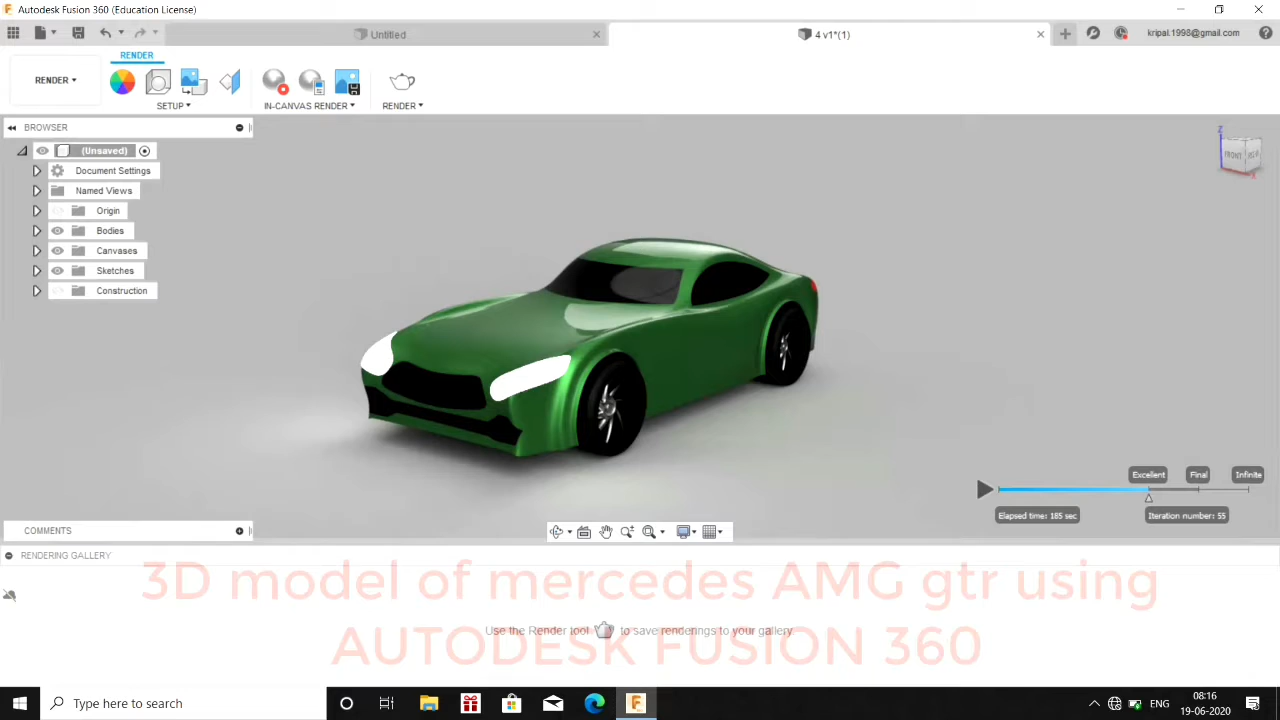 Autodesk Fusion 360 (Education License)
Untitled
4 v1*(1)
kripal.1998@gmail.com
RENDER
RENDER
SETUP
IN-CANVAS RENDER
RENDER
BROWSER
(Unsaved)
Document Settings
Named Views
Origin
Bodies
Canvases
Sketches
Construction
Z
FRONT
X
Excellent
Final
Infinite
Elapsed time: 185 sec
Iteration number: 55
COMMENTS
RENDERING GALLERY
3D model of mercedes AMG gtr using
AUTODESK FUSION 360
Use the Render tool to save renderings to your gallery
Type here to search
ENG
08:16
19-06-2020